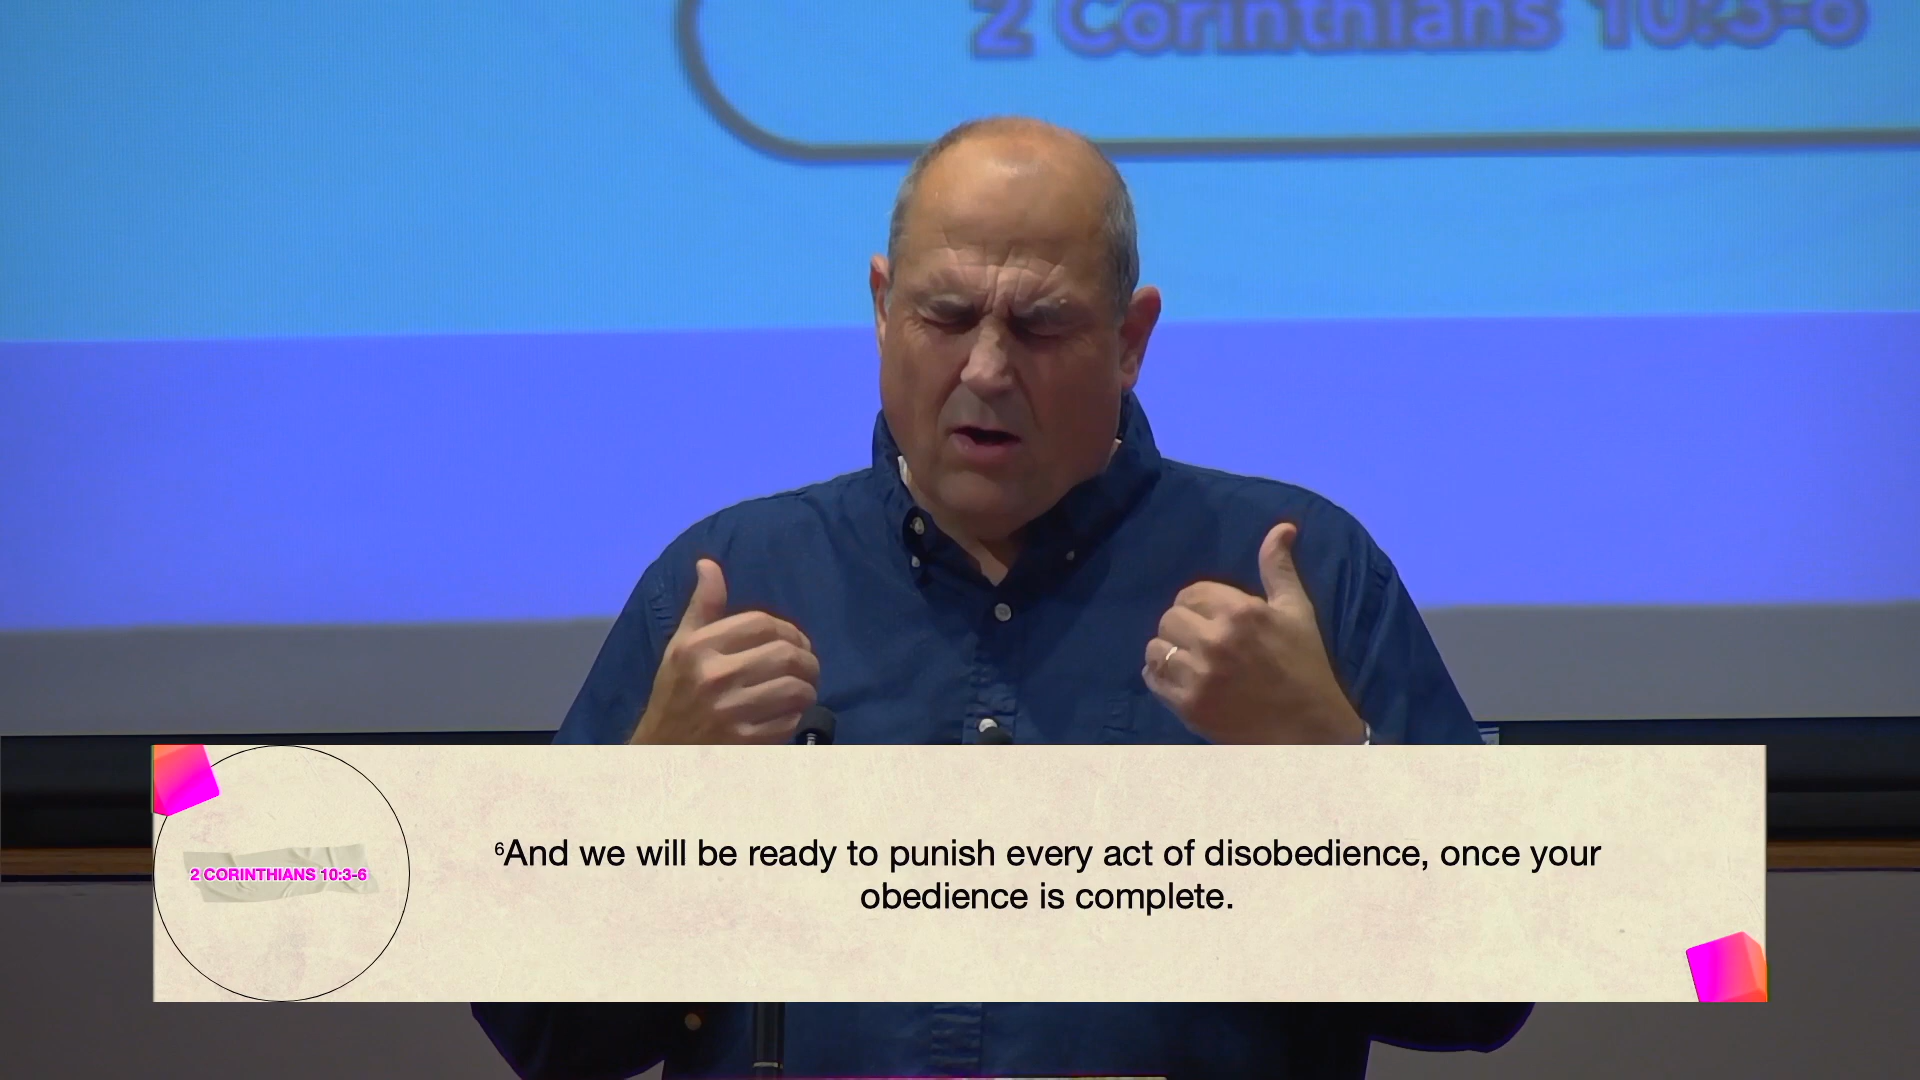 2 Corinthians 10:3-6
2 CORINTHIANS 10:3-6
⁶And we will be ready to punish every act of disobedience, once your
obedience is complete.